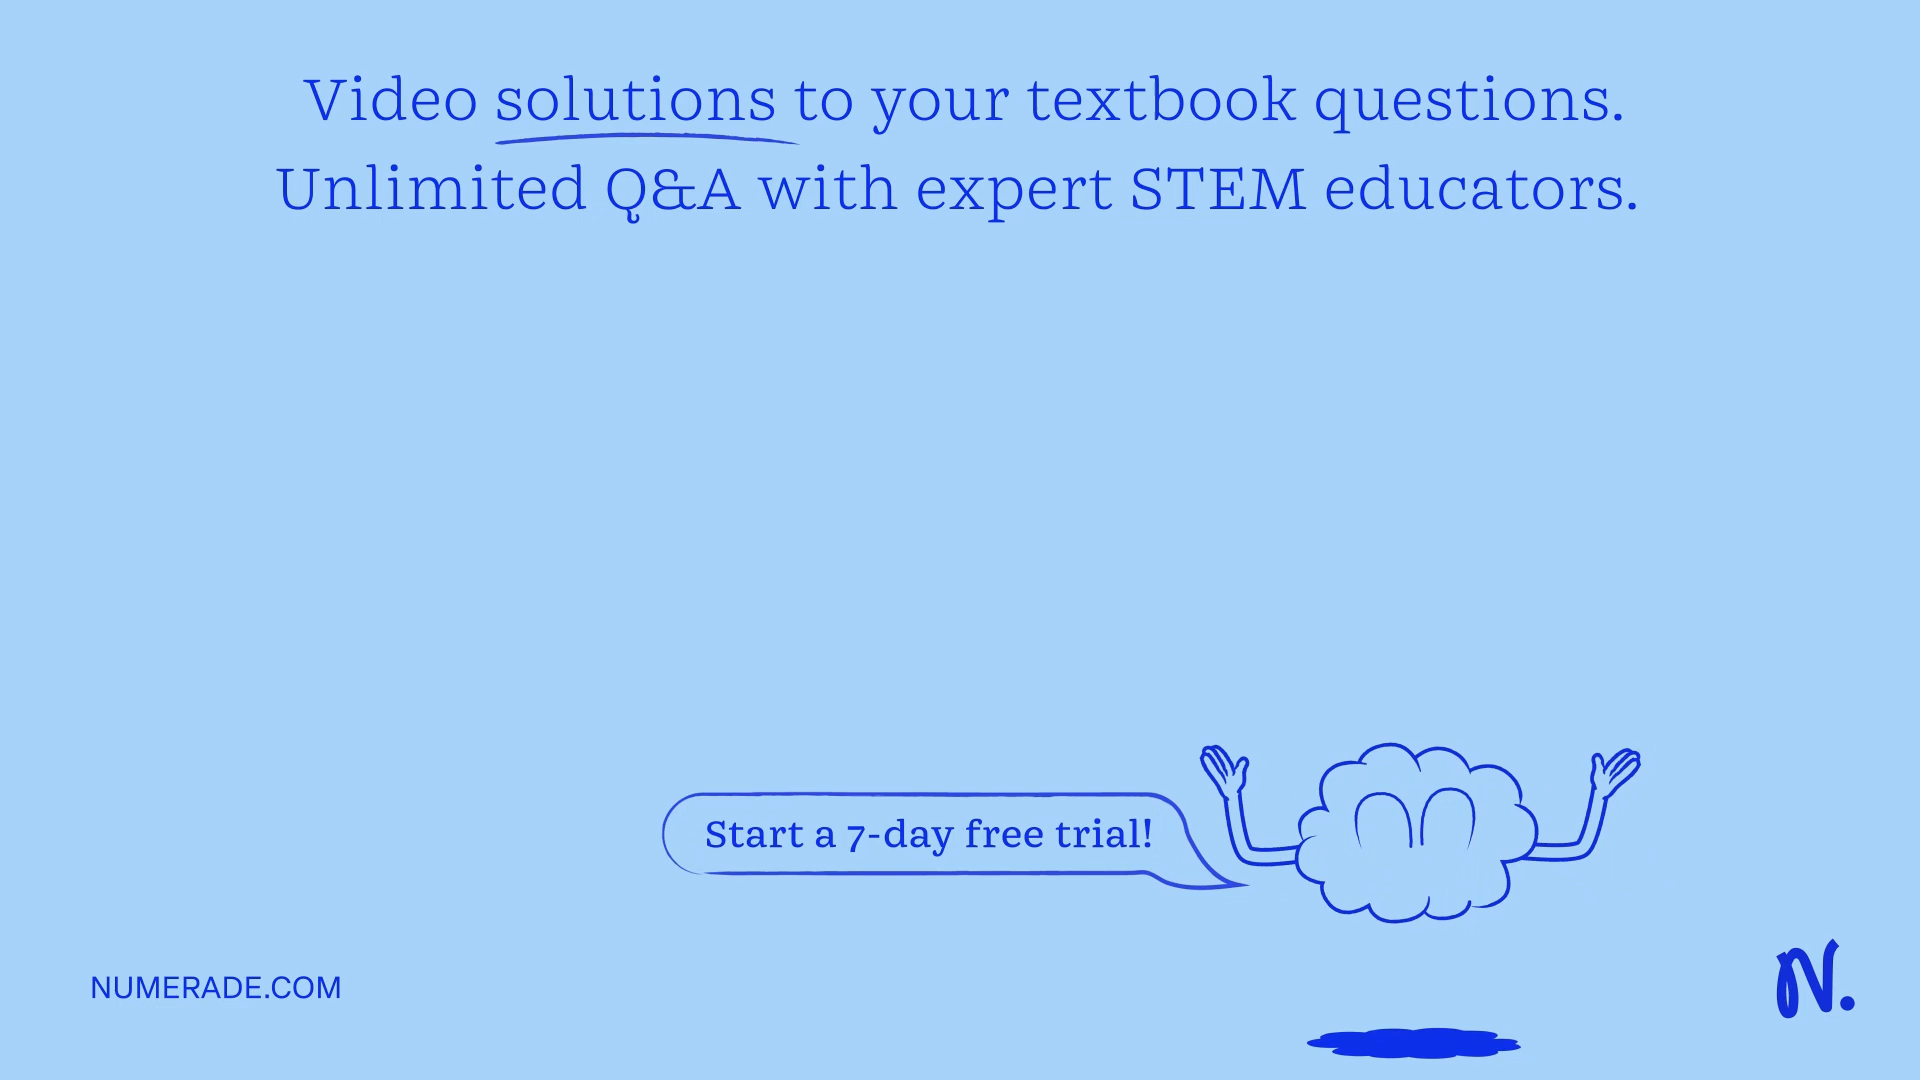 Video solutions to your textbook questions.
Unlimited Q&A with expert STEM educators.
Start a 7-day free trial!
NUMERADE.COM
N.